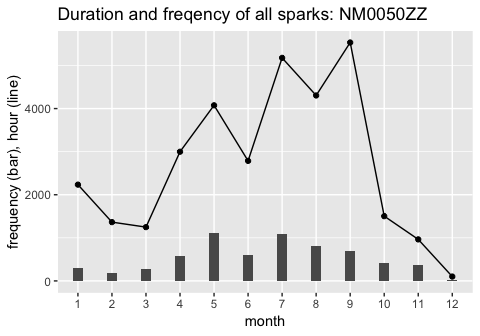 Duration and freqency of all sparks: NM0050ZZ
frequency (bar), hour (line)
4000
2000
0
1 2 3 4 5 6 7 8 9 10 11 12
month